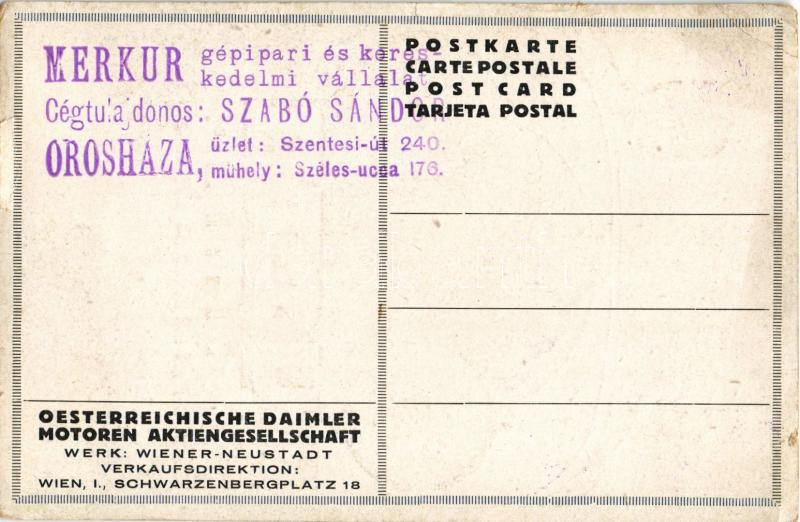 MERKUR gépipari és keres-
kedelmi vállalat
Cégtulajdonos: SZABÓ SÁNDOR
OROSHÁZA, üzlet: Szentesi-út 240.
műhely: Széles-ucca 176.
POSTKARTE
CARTE POSTALE
POST CARD
TARJETA POSTAL
OESTERREICHISCHE DAIMLER
MOTOREN AKTIENGESELLSCHAFT
WERK: WIENER-NEUSTADT
VERKAUFSDIREKTION:
WIEN, I., SCHWARZENBERGPLATZ 18